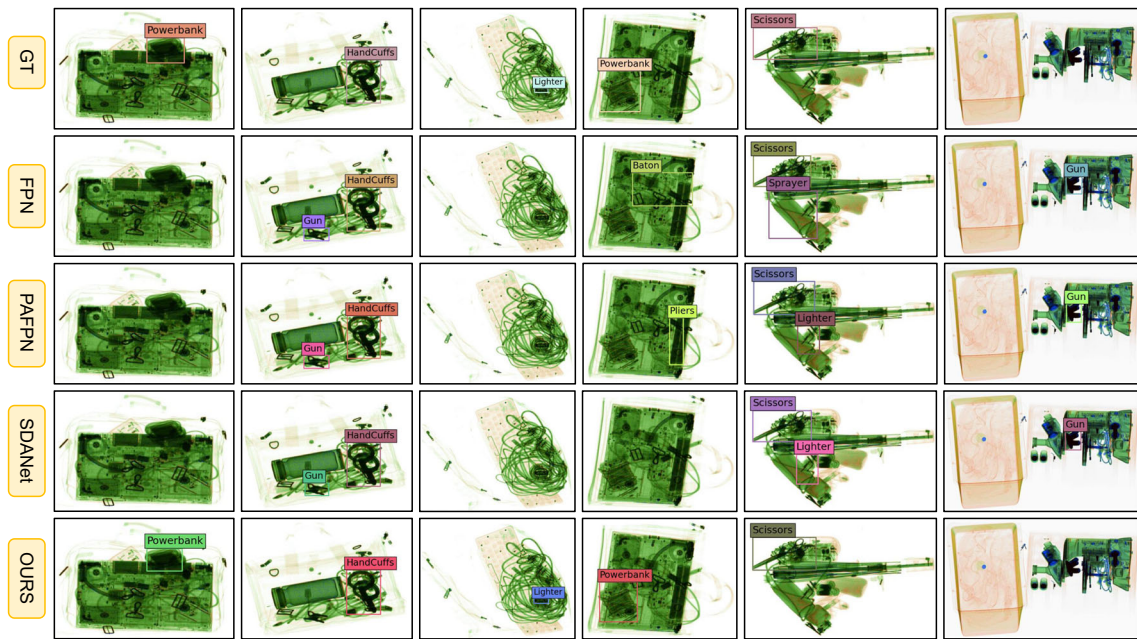 GT
Powerbank
HandCuffs
Lighter
Powerbank
Scissors
FPN
HandCuffs
Gun
Baton
Scissors
Sprayer
Gun
PAFPN
HandCuffs
Gun
Pliers
Scissors
Lighter
Gun
SDANet
HandCuffs
Gun
Scissors
Lighter
Gun
OURS
Powerbank
HandCuffs
Lighter
Powerbank
Scissors